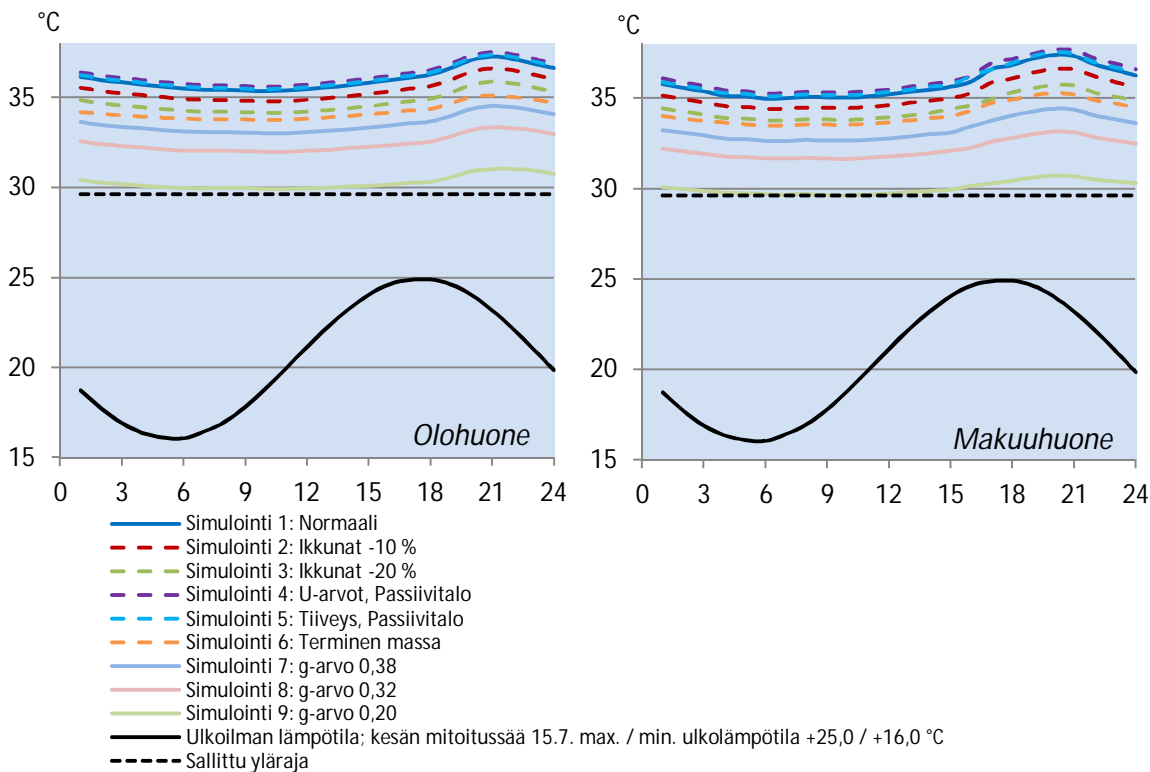 °C
35
30
25
20
15
0 3 6 9 12 15 18 21 24
Olohuone
°C
35
30
25
20
15
0 3 6 9 12 15 18 21 24
Makuuhuone
Simulointi 1: Normaali
Simulointi 2: Ikkunat -10 %
Simulointi 3: Ikkunat -20 %
Simulointi 4: U-arvot, Passiivitalo
Simulointi 5: Tiiveys, Passiivitalo
Simulointi 6: Terminen massa
Simulointi 7: g-arvo 0,38
Simulointi 8: g-arvo 0,32
Simulointi 9: g-arvo 0,20
Ulkoilman lämpötila; kesän mitoitussää 15.7. max. / min. ulkolämpötila +25,0 / +16,0 °C
Sallittu yläraja